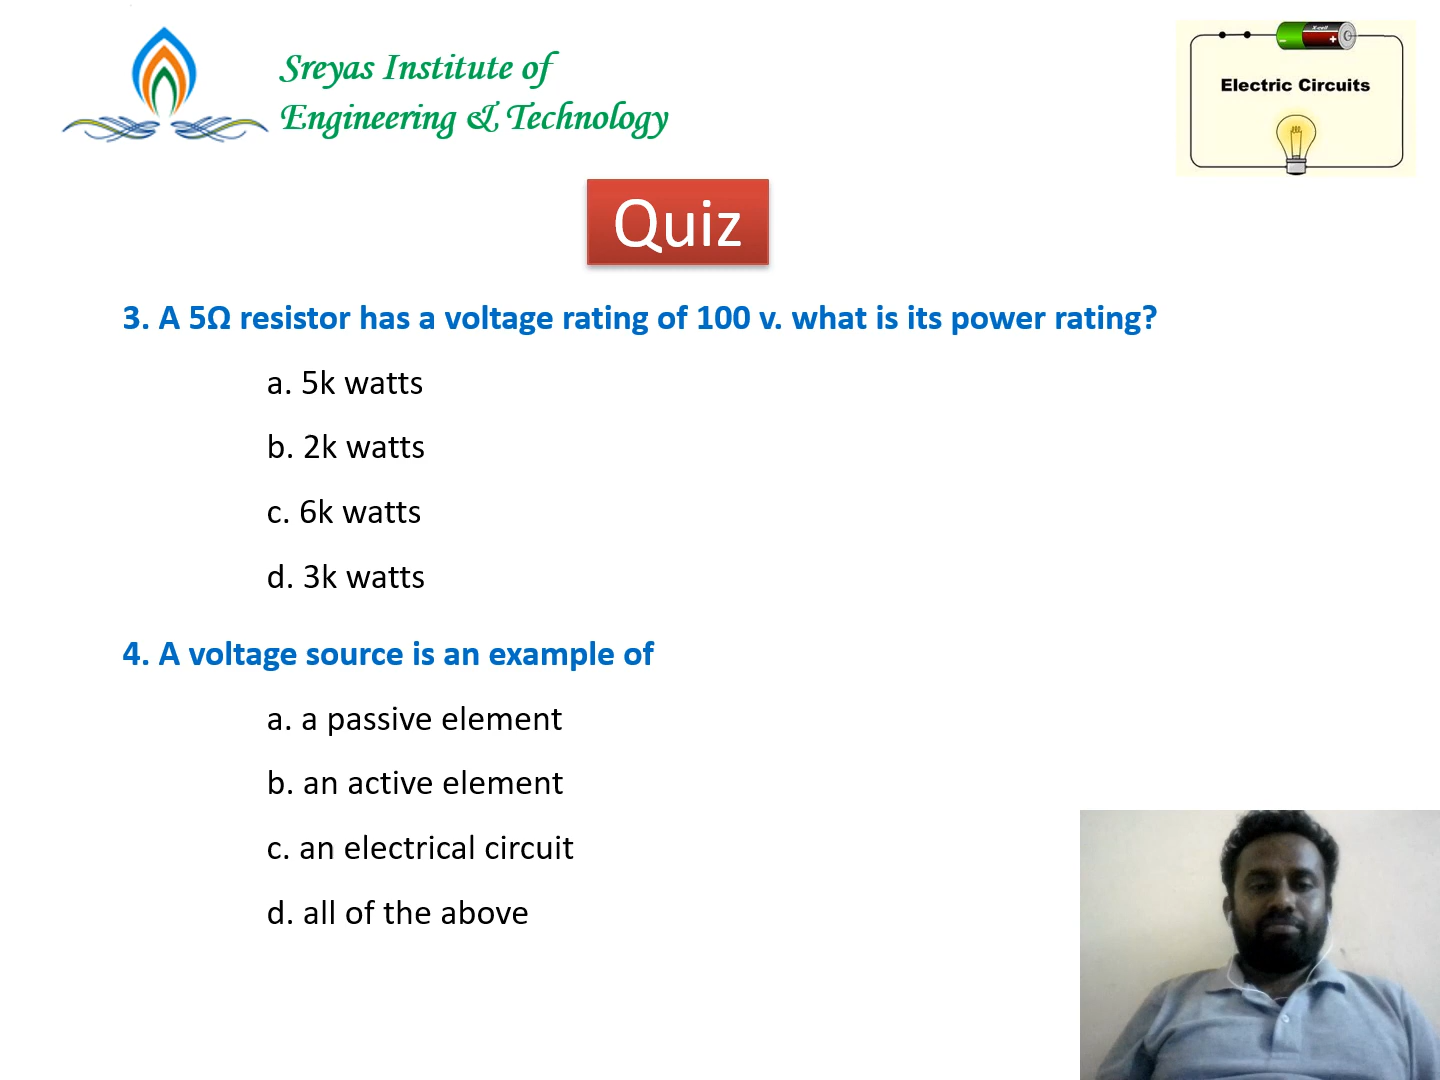 Sreyas Institute of
Engineering & Technology
X-cell
- +
Electric Circuits
Quiz
3. A 5Ω resistor has a voltage rating of 100 v. what is its power rating?
a. 5k watts
b. 2k watts
c. 6k watts
d. 3k watts
4. A voltage source is an example of
a. a passive element
b. an active element
c. an electrical circuit
d. all of the above